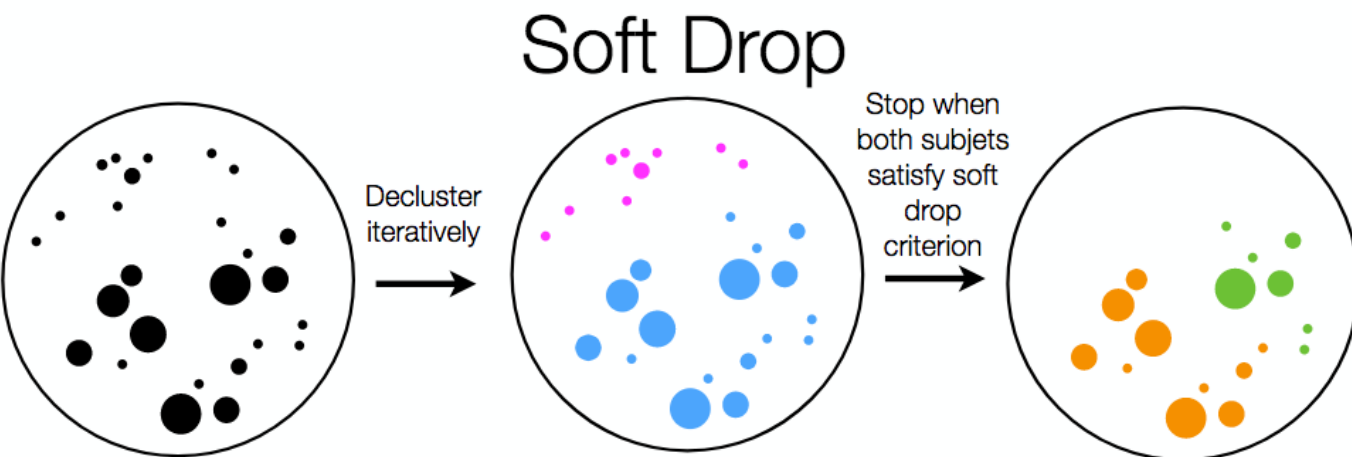 Soft Drop
Decluster
iteratively
Stop when
both subjets
satisfy soft
drop
criterion